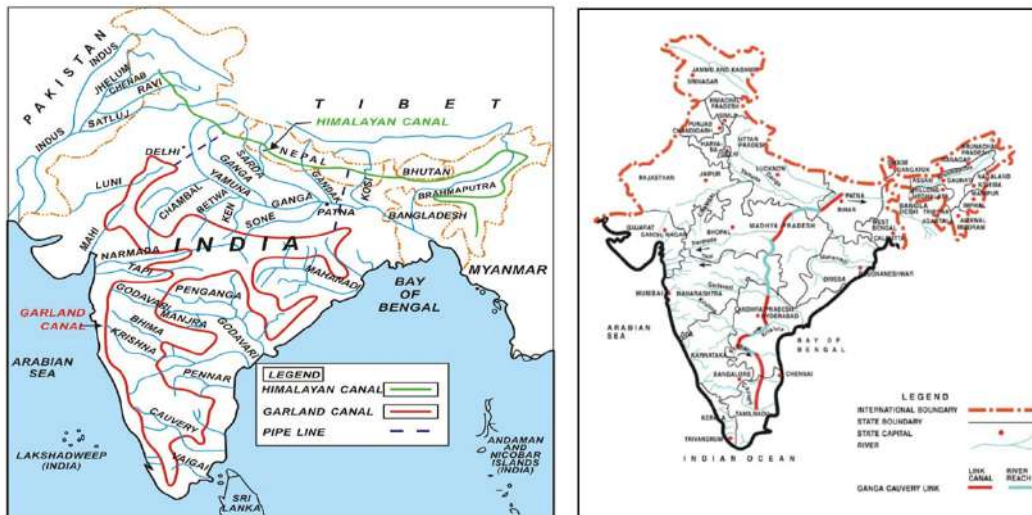 PAKISTAN
INDUS
JHELUM
CHENAB
RAVI
INDUS
SATLUJ
TIBET
HIMALAYAN CANAL
DELHI
NEPAL
SARDA
GANGA
YAMUNA
GANDAK
KOSI
BHUTAN
BRAHMAPUTRA
LUNI
CHAMBAL
BETWA
KEN
SONE
GANGA
PATNA
BANGLADESH
MAHI
INDIA
NARMADA
TAPI
MAHANADI
MYANMAR
BAY
OF
BENGAL
GODAVARI
PENGANGA
MANJRA
GARLAND
CANAL
BHIMA
KRISHNA
GODAVARI
ARABIAN
SEA
PENNAR
LEGEND
HIMALAYAN CANAL
GARLAND CANAL
PIPE LINE
CAUVERY
VAIGAI
LAKSHADWEEP
(INDIA)
SRI
LANKA
ANDAMAN
AND
NICOBAR
ISLANDS
(INDIA)
JAMMU AND KASHMIR
SRINAGAR
HIMACHAL
PRADESH
PUNJAB
CHANDIGARH
UTTAR
PRADESH
RAJASTHAN
JAIPUR
LUCKNOW
PATNA
BIHAR
GUJARAT
GANDHI NAGAR
BHOPAL
MADHYA PRADESH
WEST
BENGAL
MUMBAI
MAHARASHTRA
ORISSA
ANDHRA PRADESH
HYDERABAD
ARABIAN
SEA
GOA
KARNATAKA
BAY OF
BENGAL
BANGALORE
CHENNAI
TAMILNADU
TRIVANDRUM
INDIAN OCEAN
LEGEND
INTERNATIONAL BOUNDARY
STATE BOUNDARY
STATE CAPITAL
RIVER
LINK
CANAL
RIVER
REACH
GANGA CAUVERY LINK